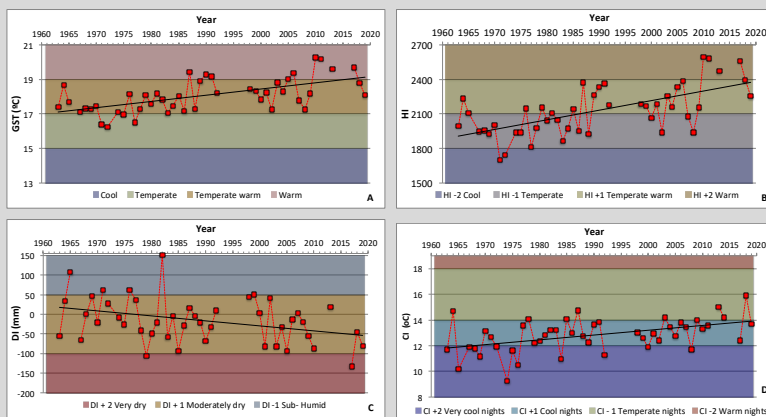 Year
1960 1965 1970 1975 1980 1985 1990 1995 2000 2005 2010 2015 2020
21
19
17
15
13
GST (ºC)
Cool Temperate Temperate warm Warm
A
Year
1960 1965 1970 1975 1980 1985 1990 1995 2000 2005 2010 2015 2020
2700
2400
2100
1800
1500
HI
HI -2 Cool HI -1 Temperate HI +1 Temperate warm HI +2 Warm
B
Year
1960 1965 1970 1975 1980 1985 1990 1995 2000 2005 2010 2015 2020
150
100
50
0
-50
-100
-150
-200
DI (mm)
DI + 2 Very dry DI + 1 Moderately dry DI -1 Sub- Humid
C
Year
1960 1965 1970 1975 1980 1985 1990 1995 2000 2005 2010 2015 2020
18
16
14
12
10
8
CI (oC)
CI +2 Very cool nights CI +1 Cool nights CI - 1 Temperate nights CI -2 Warm nights
D